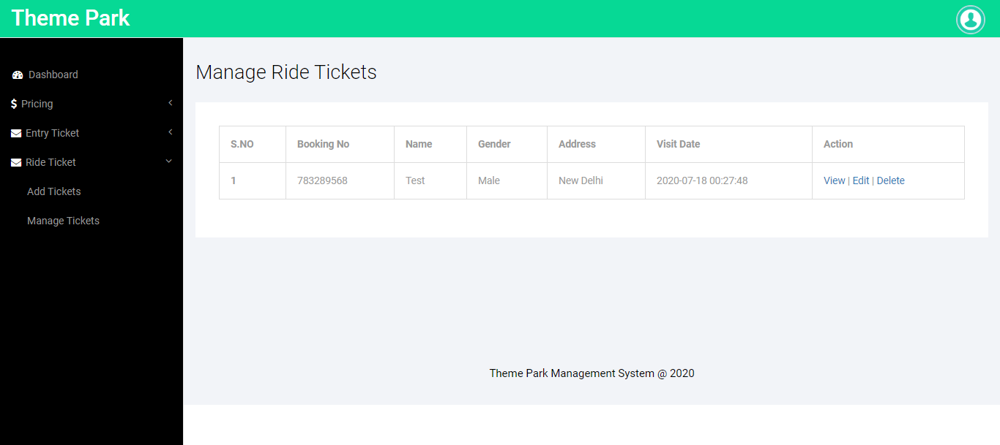 Theme Park
Dashboard
Pricing
Entry Ticket
Ride Ticket
Add Tickets
Manage Tickets
Manage Ride Tickets
S.NO Booking No Name Gender Address Visit Date Action
1 783289568 Test Male New Delhi 2020-07-18 00:27:48 View | Edit | Delete
Theme Park Management System @ 2020